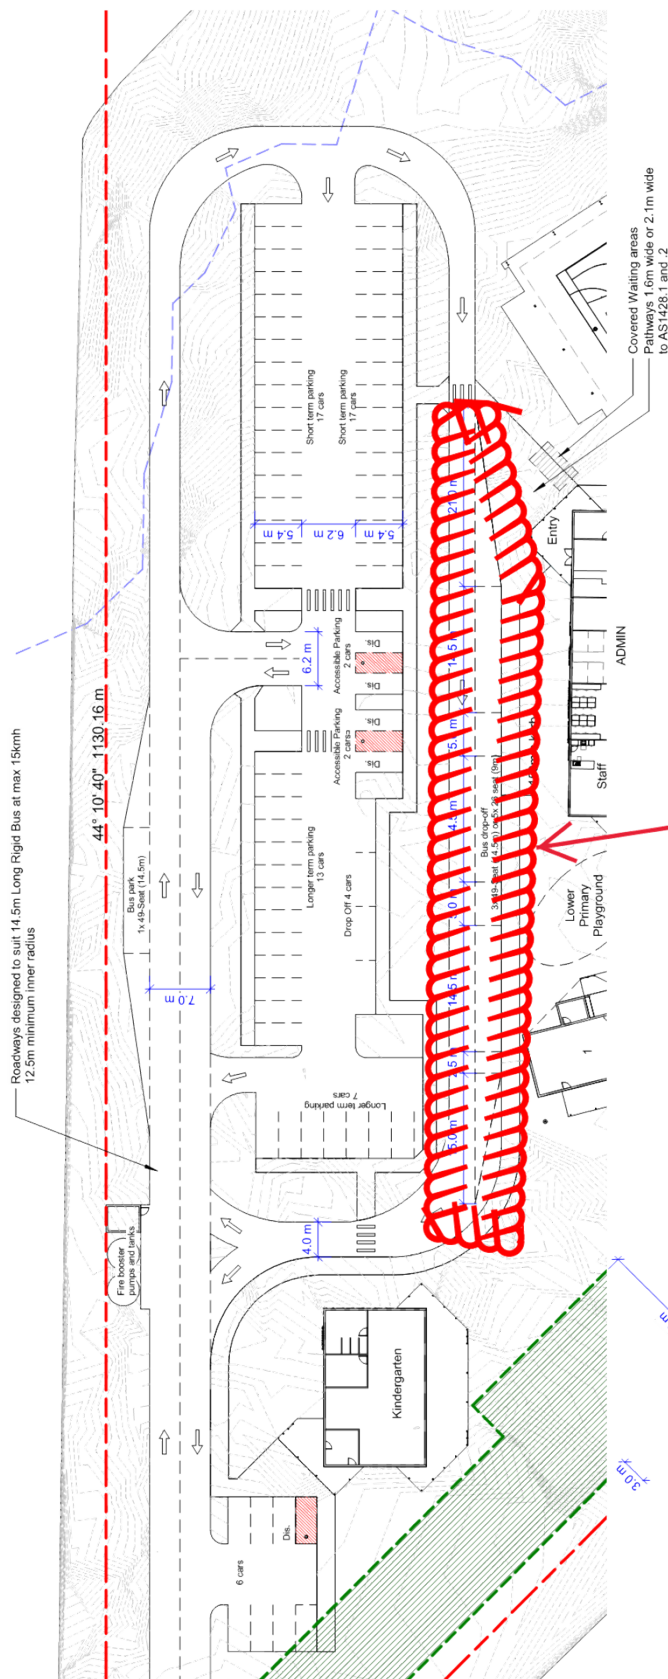 Roadways designed to suit 14.5m Long Rigid Bus at max 15kmh
12.5m minimum inner radius
44° 10' 40" 1130.16 m
Bus park
1x 49-Seat (14.5m)
7.0 m
Fire booster
pumps and tanks
Short term parking
17 cars
Short term parking
17 cars
5.4 m
6.2 m
5.4 m
6.2 m
Accessible Parking
2 cars
Dis.
Dis.
Accessible Parking
2 cars
Dis.
Dis.
Longer term parking
13 cars
Drop Off 4 cars
Longer term parking
7 cars
4.0 m
21.0 m
14.5 m
Bus drop-off
Covered Waiting areas
Pathways 1.6m wide or 2.1m wide
to AS1428.1 and .2
Entry
ADMIN
Staff
Lower
Primary
Playground
1
Kindergarten
Dis.
6 cars
3.0 m
m